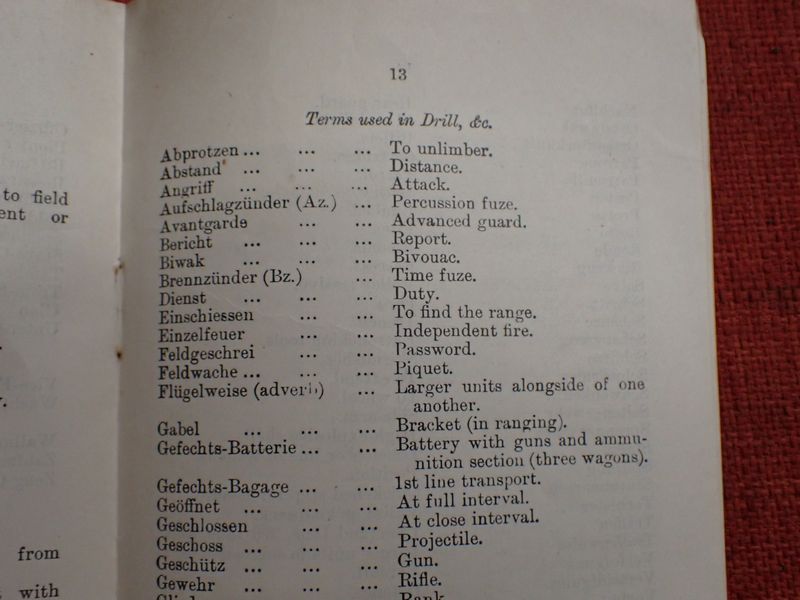 13
Terms used in Drill, &c.
Abprotzen ... ... ... To unlimber.
Abstand ... ... ... Distance.
Angriff ... ... ... Attack.
Aufschlagzünder (Az.) ... Percussion fuze.
Avantgarde ... ... Advanced guard.
Bericht ... ... ... Report.
Biwak ... ... ... Bivouac.
Brennzünder (Bz.) ... Time fuze.
Dienst ... ... ... Duty.
Einschiessen ... ... To find the range.
Einzelfeuer ... ... Independent fire.
Feldgeschrei ... ... Password.
Feldwache ... ... ... Piquet.
Flügelweise (adverb) ... Larger units alongside of one
another.
Gabel ... ... ... Bracket (in ranging).
Gefechts-Batterie ... ... Battery with guns and ammu-
nition section (three wagons).
Gefechts-Bagage ... ... 1st line transport.
Geöffnet ... ... ... At full interval.
Geschlossen ... ... At close interval.
Geschoss ... ... ... Projectile.
Geschütz ... ... ... Gun.
Gewehr ... ... ... Rifle.
Rank
to field
or
from
with